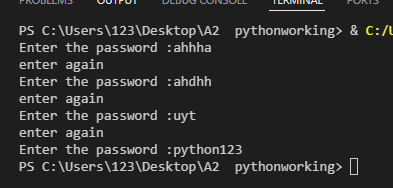 PROBLEMS OUTPUT DEBUG CONSOLE TERMINAL PORTS
PS C:\Users\123\Desktop\A2  pythonworking> & C:/U
Enter the password :ahhha
enter again
Enter the password :ahdhh
enter again
Enter the password :uyt
enter again
Enter the password :python123
PS C:\Users\123\Desktop\A2  pythonworking>